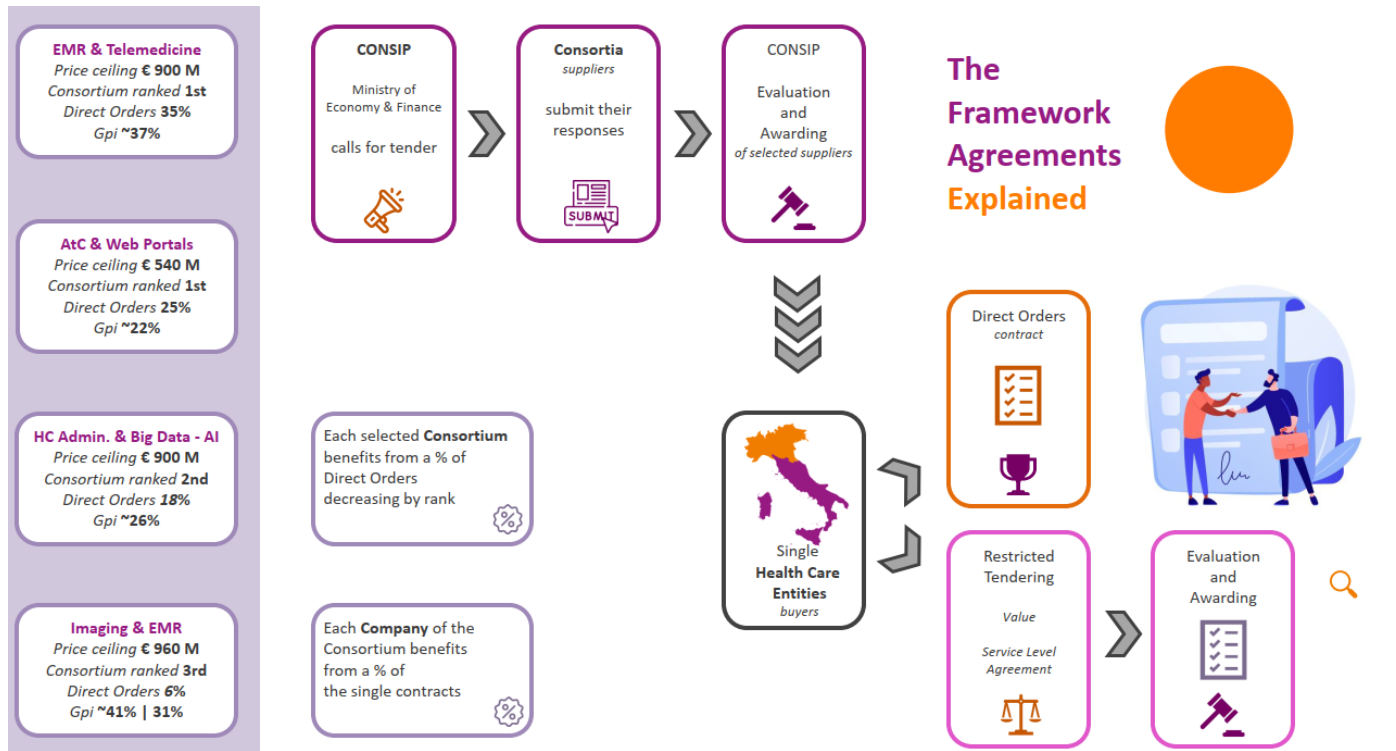 EMR & Telemedicine
Price ceiling € 900 M
Consortium ranked 1st
Direct Orders 35%
Gpi ~37%
AtC & Web Portals
Price ceiling € 540 M
Consortium ranked 1st
Direct Orders 25%
Gpi ~22%
HC Admin. & Big Data - AI
Price ceiling € 900 M
Consortium ranked 2nd
Direct Orders 18%
Gpi ~26%
Imaging & EMR
Price ceiling € 960 M
Consortium ranked 3rd
Direct Orders 6%
Gpi ~41% | 31%
CONSIP
Ministry of
Economy & Finance
calls for tender
Consortia
suppliers
submit their
responses
SUBMIT
CONSIP
Evaluation
and
Awarding
of selected suppliers
The
Framework
Agreements
Explained
Each selected Consortium
benefits from a % of
Direct Orders
decreasing by rank
%
Each Company of the
Consortium benefits
from a % of
the single contracts
%
Single
Health Care
Entities
buyers
Direct Orders
contract
Restricted
Tendering
Value
Service Level
Agreement
Evaluation
and
Awarding